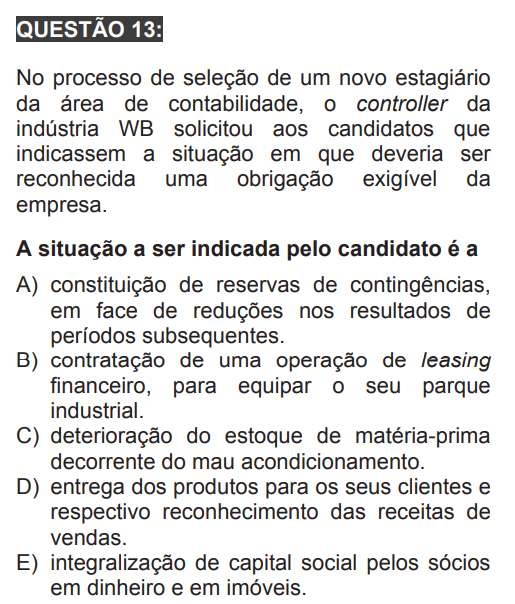 QUESTÃO 13:
No processo de seleção de um novo estagiário
da área de contabilidade, o controller da
indústria WB solicitou aos candidatos que
indicassem a situação em que deveria ser
reconhecida uma obrigação exigível da
empresa.
A situação a ser indicada pelo candidato é a
A) constituição de reservas de contingências,
em face de reduções nos resultados de
períodos subsequentes.
B) contratação de uma operação de leasing
financeiro, para equipar o seu parque
industrial.
C) deterioração do estoque de matéria-prima
decorrente do mau acondicionamento.
D) entrega dos produtos para os seus clientes e
respectivo reconhecimento das receitas de
vendas.
E) integralização de capital social pelos sócios
em dinheiro e em imóveis.